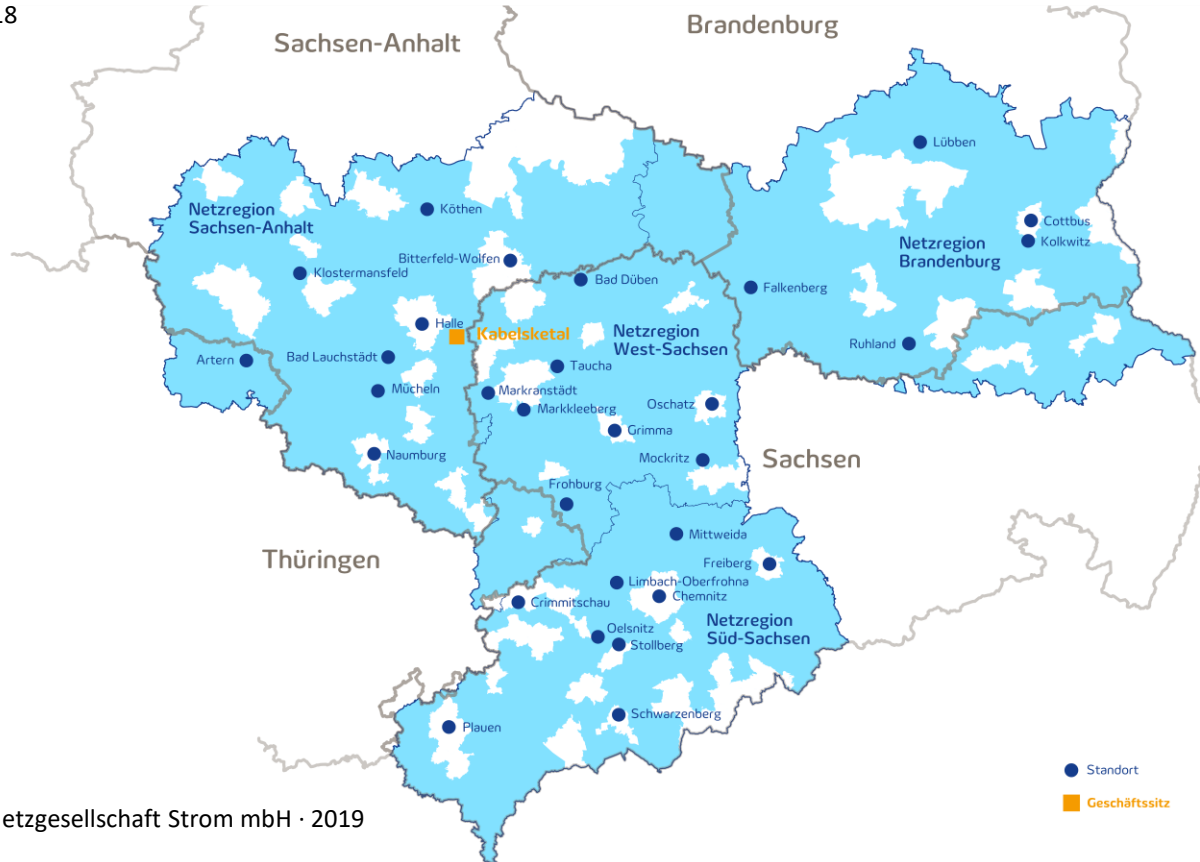 18
Sachsen-Anhalt
Brandenburg
Lübben
Netzregion
Sachsen-Anhalt
Köthen
Cottbus
Kolkwitz
Netzregion
Brandenburg
Bitterfeld-Wolfen
Klostermansfeld
Bad Düben
Falkenberg
Halle
Kabelsketal
Netzregion
West-Sachsen
Ruhland
Artern
Bad Lauchstädt
Taucha
Mücheln
Markranstädt
Markkleeberg
Oschatz
Grimma
Naumburg
Mockritz
Sachsen
Frohburg
Mittweida
Thüringen
Freiberg
Limbach-Oberfrohna
Chemnitz
Crimmitschau
Netzregion
Süd-Sachsen
Oelsnitz
Stollberg
Schwarzenberg
Plauen
Standort
Geschäftssitz
etzgesellschaft Strom mbH · 2019